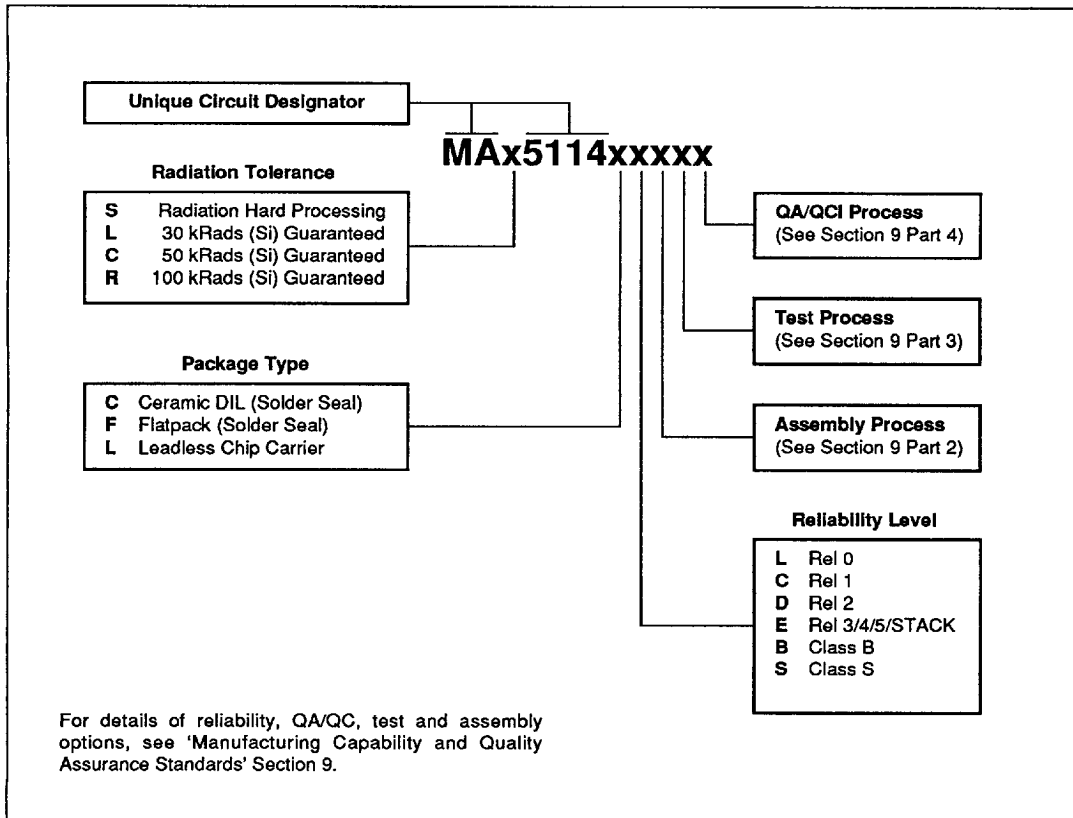 Unique Circuit Designator
MAx5114xxxxx
Radiation Tolerance
S Radiation Hard Processing
L 30 kRads (Si) Guaranteed
C 50 kRads (Si) Guaranteed
R 100 kRads (Si) Guaranteed
Package Type
C Ceramic DIL (Solder Seal)
F Flatpack (Solder Seal)
L Leadless Chip Carrier
QA/QCI Process
(See Section 9 Part 4)
Test Process
(See Section 9 Part 3)
Assembly Process
(See Section 9 Part 2)
Reliability Level
L Rel 0
C Rel 1
D Rel 2
E Rel 3/4/5/STACK
B Class B
S Class S
For details of reliability, QA/QC, test and assembly
options, see 'Manufacturing Capability and Quality
Assurance Standards' Section 9.